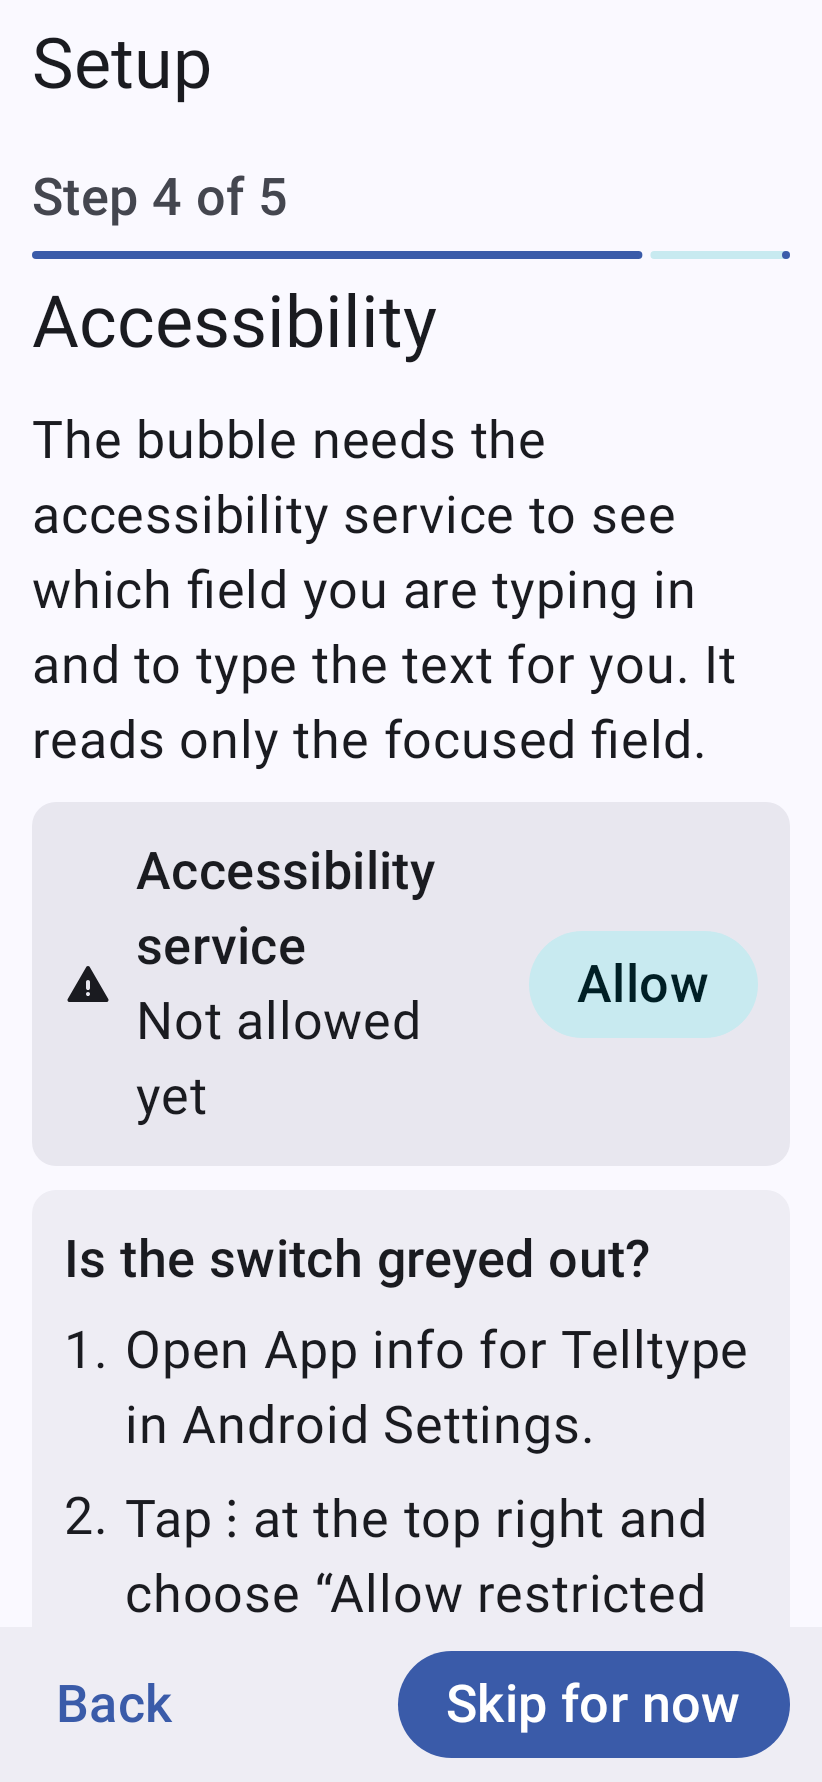 Setup
Step 4 of 5
Accessibility
The bubble needs the
accessibility service to see
which field you are typing in
and to type the text for you. It
reads only the focused field.
Accessibility
service
Not allowed
yet
Allow
Is the switch greyed out?
1. Open App info for Telltype
in Android Settings.
2. Tap ⋮ at the top right and
choose “Allow restricted
Back
Skip for now